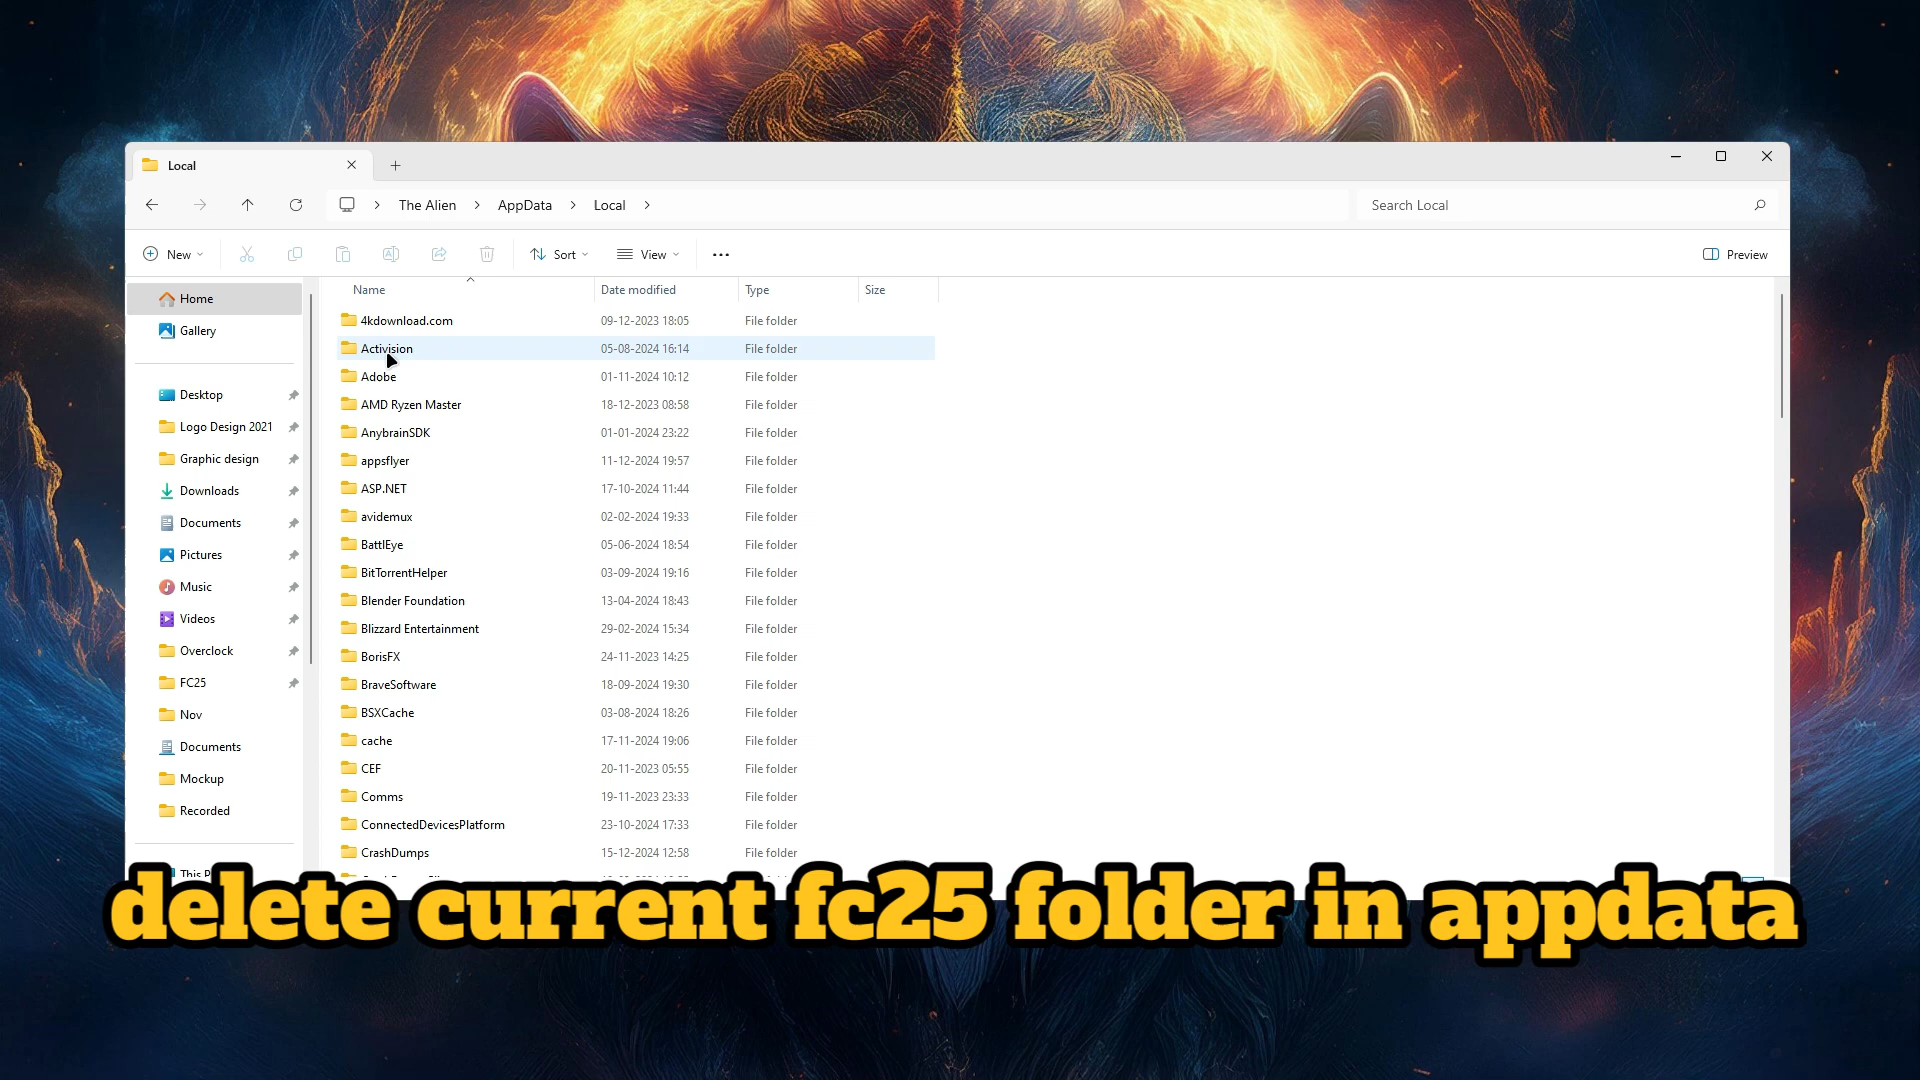 Local
The Alien
AppData
Local
Search Local
New
Sort
View
Preview
Home
Gallery
Desktop
Logo Design 2021
Graphic design
Downloads
Documents
Pictures
Music
Videos
Overclock
FC25
Nov
Documents
Mockup
Recorded
This P
Name Date modified Type Size
4kdownload.com 09-12-2023 18:05 File folder
Activision 05-08-2024 16:14 File folder
Adobe 01-11-2024 10:12 File folder
AMD Ryzen Master 18-12-2023 08:58 File folder
AnybrainSDK 01-01-2024 23:22 File folder
appsflyer 11-12-2024 19:57 File folder
ASP.NET 17-10-2024 11:44 File folder
avidemux 02-02-2024 19:33 File folder
BattlEye 05-06-2024 18:54 File folder
BitTorrentHelper 03-09-2024 19:16 File folder
Blender Foundation 13-04-2024 18:43 File folder
Blizzard Entertainment 29-02-2024 15:34 File folder
BorisFX 24-11-2023 14:25 File folder
BraveSoftware 18-09-2024 19:30 File folder
BSXCache 03-08-2024 18:26 File folder
cache 17-11-2024 19:06 File folder
CEF 20-11-2023 05:55 File folder
Comms 19-11-2023 23:33 File folder
ConnectedDevicesPlatform 23-10-2024 17:33 File folder
CrashDumps 15-12-2024 12:58 File folder
delete current fc25 folder in appdata